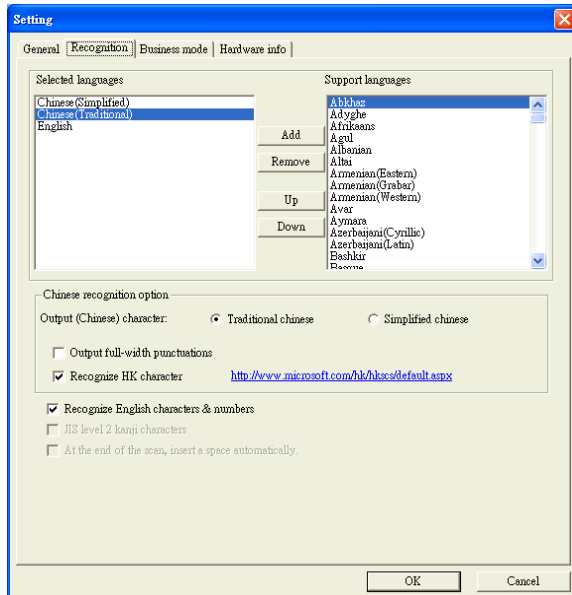 Setting
General Recognition Business mode Hardware info
Selected languages
Support languages
Chinese(Simplified)
Chinese(Traditional)
English
Add
Remove
Up
Down
Abkhaz
Adyghe
Afrikaans
Agul
Albanian
Altai
Armenian(Eastern)
Armenian(Grabar)
Armenian(Western)
Avar
Aymara
Azerbaijani(Cyrillic)
Azerbaijani(Latin)
Bashkir
Basque
Chinese recognition option
Output (Chinese) character: Traditional chinese Simplified chinese
Output full-width punctuations
Recognize HK character http://www.microsoft.com/hk/hkscs/default.aspx
Recognize English characters & numbers
JIS level 2 kanji characters
At the end of the scan, insert a space automatically.
OK Cancel